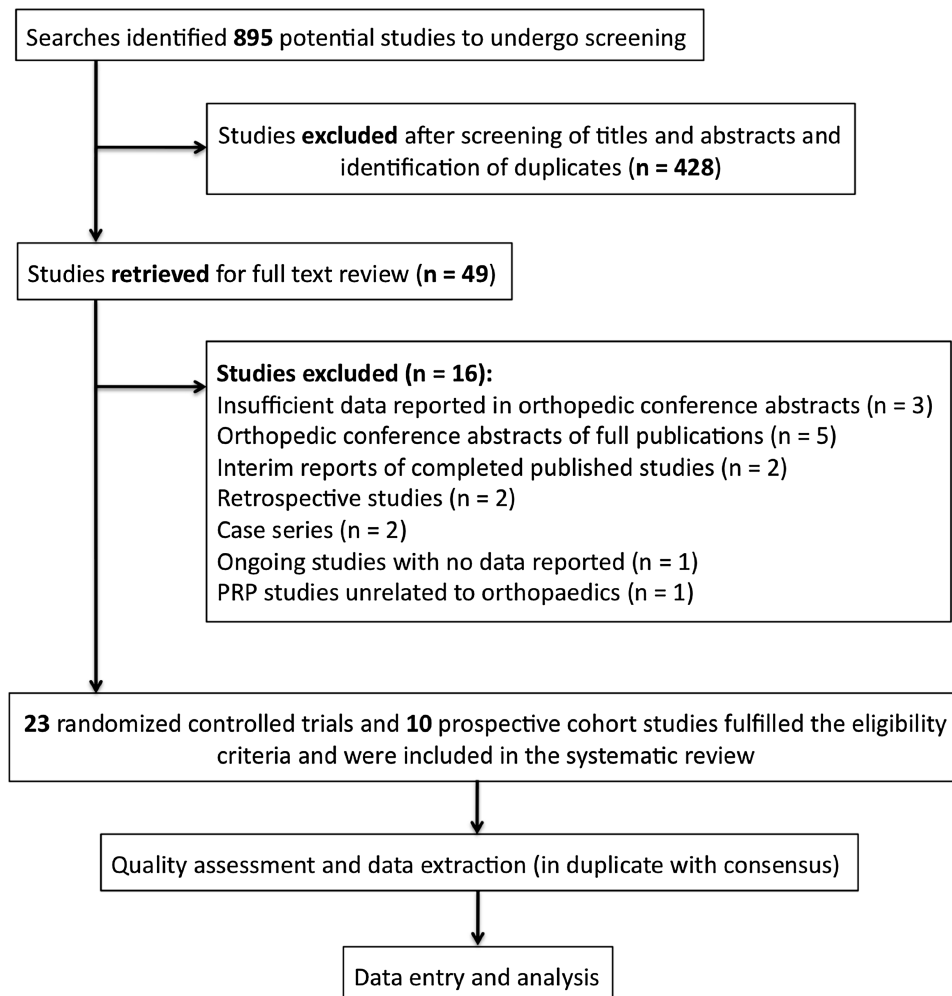 Searches identified 895 potential studies to undergo screening
Studies excluded after screening of titles and abstracts and
identification of duplicates (n = 428)
Studies retrieved for full text review (n = 49)
Studies excluded (n = 16):
Insufficient data reported in orthopedic conference abstracts (n = 3)
Orthopedic conference abstracts of full publications (n = 5)
Interim reports of completed published studies (n = 2)
Retrospective studies (n = 2)
Case series (n = 2)
Ongoing studies with no data reported (n = 1)
PRP studies unrelated to orthopaedics (n = 1)
23 randomized controlled trials and 10 prospective cohort studies fulfilled the eligibility
criteria and were included in the systematic review
Quality assessment and data extraction (in duplicate with consensus)
Data entry and analysis